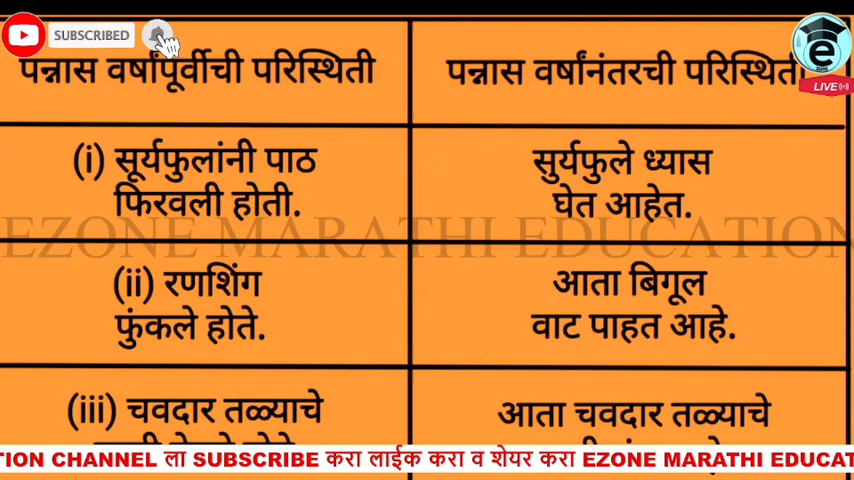 SUBSCRIBED
e
LIVE
पन्नास वर्षांपूर्वीची परिस्थिती
पन्नास वर्षांनंतरची परिस्थिती
(i) सूर्यफुलांनी पाठ
फिरवली होती.
सुर्यफुले ध्यास
घेत आहेत.
EZONE MARATHI EDUCATION
(ii) रणशिंग
फुंकले होते.
आता बिगूल
वाट पाहत आहे.
(iii) चवदार तळ्याचे
आता चवदार तळ्याचे
TION CHANNEL ला SUBSCRIBE करा लाईक करा व शेयर करा EZONE MARATHI EDUCAT